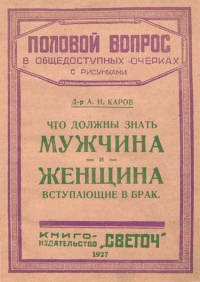 ПОЛОВОЙ ВОПРОС
В ОБЩЕДОСТУПНЫХ ОЧЕРКАХ
С РИСУНКАМИ
Д-р А. Н. КАРОВ
ЧТО ДОЛЖНЫ ЗНАТЬ
МУЖЧИНА
— И —
ЖЕНЩИНА
ВСТУПАЮЩИЕ В БРАК.
КНИГО-
ИЗДАТЕЛЬСТВО „СВЕТОЧ"
1927